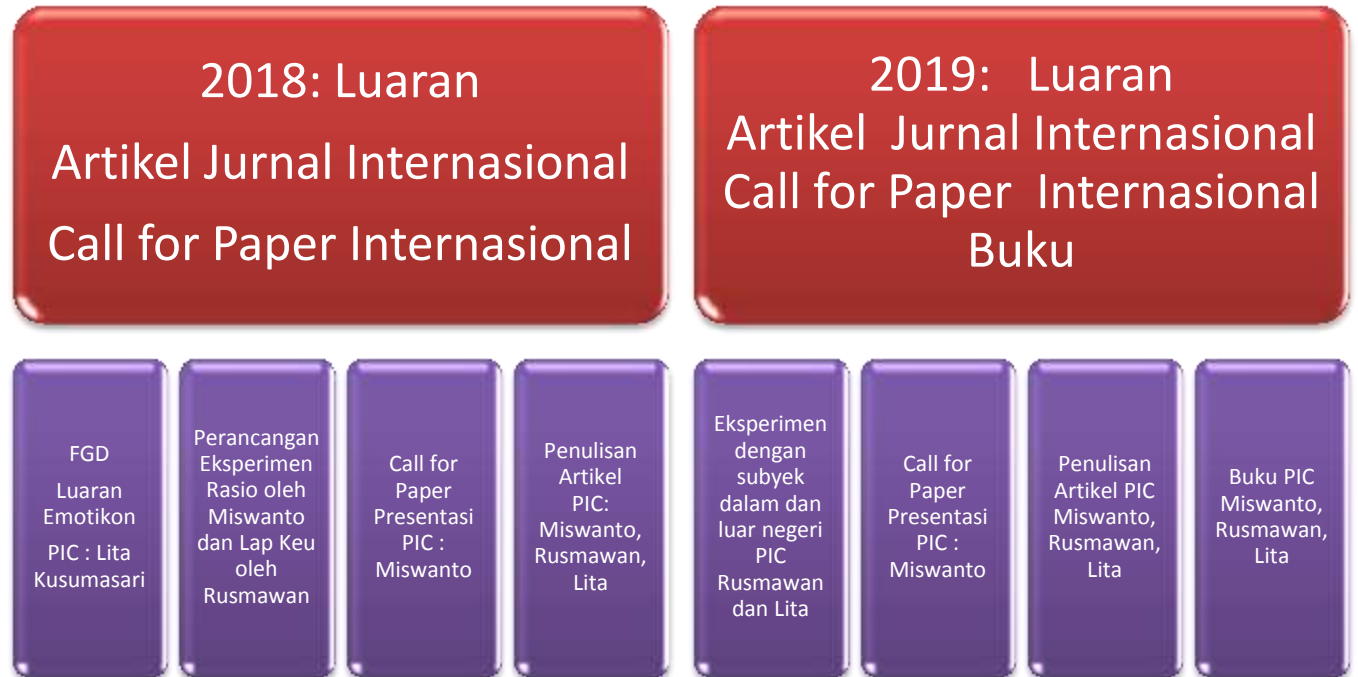 2018: Luaran
Artikel Jurnal Internasional
Call for Paper Internasional
2019: Luaran
Artikel Jurnal Internasional
Call for Paper Internasional
Buku
FGD
Luaran
Emotikon
PIC : Lita
Kusumasari
Perancangan
Eksperimen
Rasio oleh
Miswanto
dan Lap Keu
oleh
Rusmawan
Call for
Paper
Presentasi
PIC :
Miswanto
Penulisan
Artikel
PIC:
Miswanto,
Rusmawan,
Lita
Eksperimen
dengan
subyek
dalam dan
luar negeri
PIC
Rusmawan
dan Lita
Call for
Paper
Presentasi
PIC :
Miswanto
Penulisan
Artikel PIC
Miswanto,
Rusmawan,
Lita
Buku PIC
Miswanto,
Rusmawan,
Lita